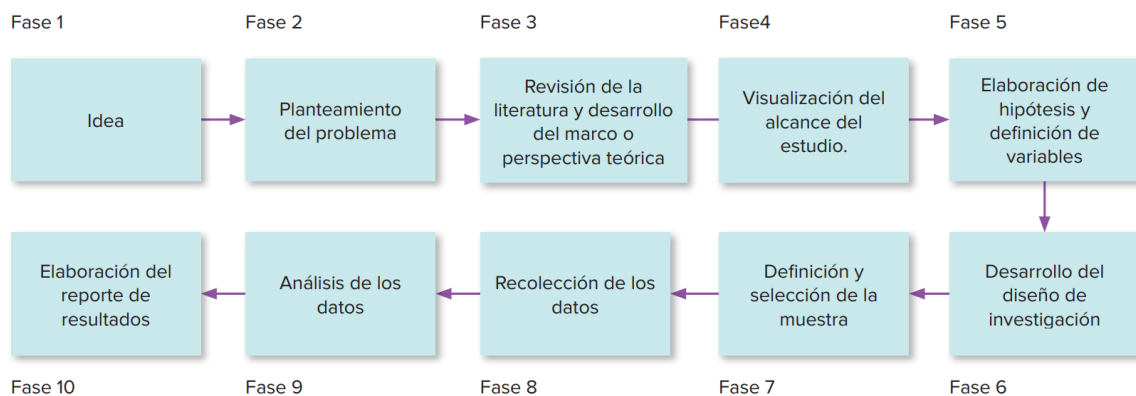 Fase 1
Fase 2
Fase 3
Fase4
Fase 5
Idea
Planteamiento
del problema
Revisión de la
literatura y desarrollo
del marco o
perspectiva teórica
Visualización del
alcance del
estudio.
Elaboración de
hipótesis y
definición de
variables
Desarrollo del
diseño de
investigación
Definición y
selección de la
muestra
Recolección de los
datos
Análisis de los
datos
Elaboración del
reporte de
resultados
Fase 10
Fase 9
Fase 8
Fase 7
Fase 6